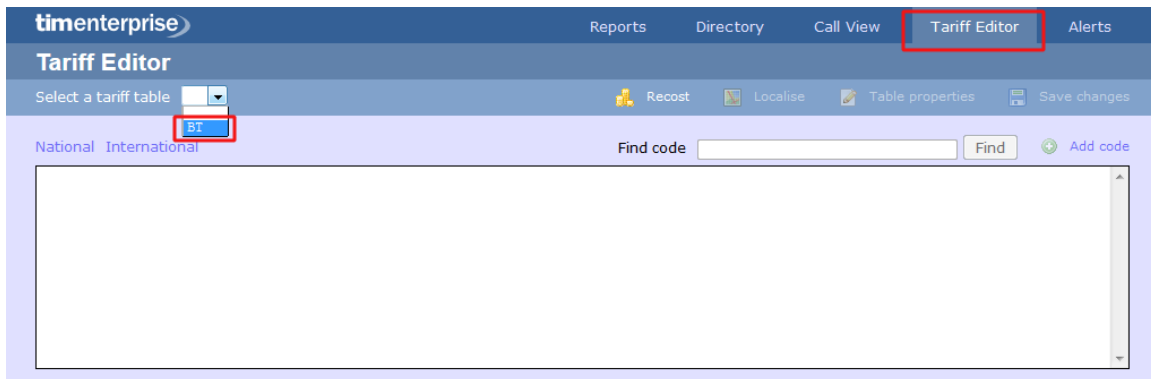 timenterprise Reports Directory Call View Tariff Editor Alerts
Tariff Editor
Select a tariff table Recost Localise Table properties Save changes
BT
National International Find code Find Add code